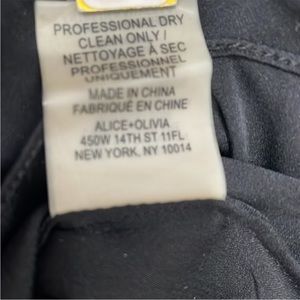 PROFESSIONAL DRY
CLEAN ONLY /
NETTOYAGE À SEC
PROFESSIONNEL
UNIQUEMENT
MADE IN CHINA
FABRIQUÉ EN CHINE
ALICE+OLIVIA
450W 14TH ST 11FL
NEW YORK, NY 10014